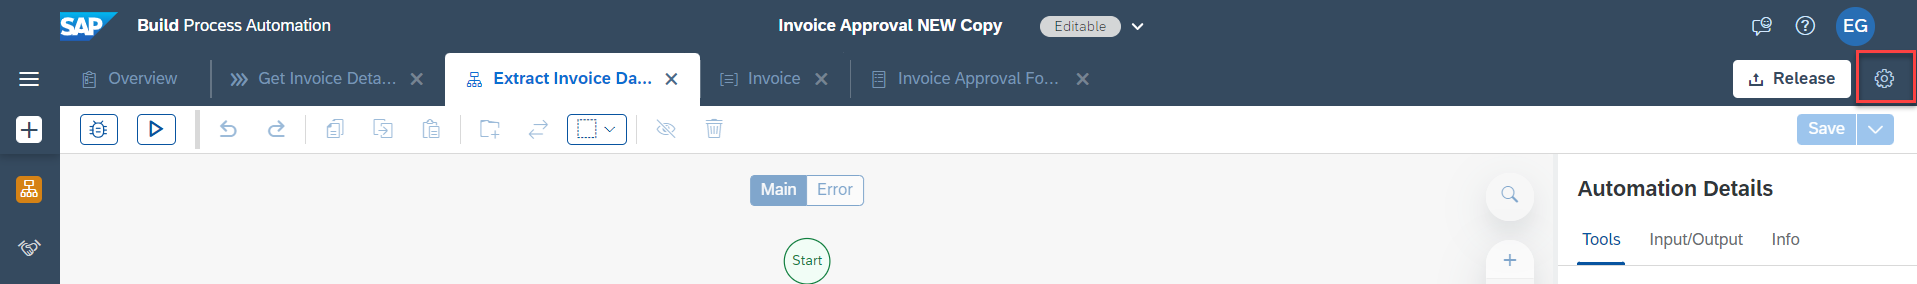 SAP Build Process Automation Invoice Approval NEW Copy Editable EG
Overview Get Invoice Deta... Extract Invoice Da... Invoice Invoice Approval Fo... Release
Save
Main Error
Automation Details
Tools Input/Output Info
Start